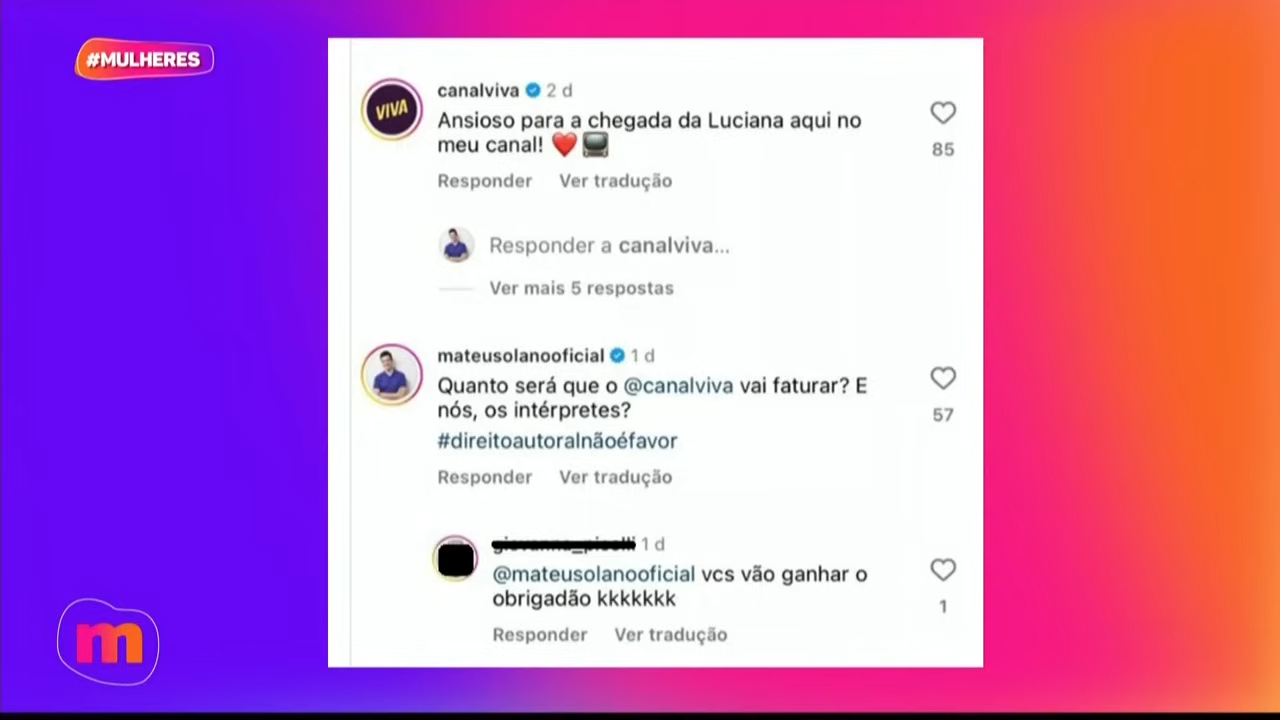 #MULHERES
canalviva 2 d
VIVA
Ansioso para a chegada da Luciana aqui no
meu canal! ❤️📺
85
Responder Ver tradução
Responder a canalviva...
Ver mais 5 respostas
mateusolanooficial 1 d
Quanto será que o @canalviva vai faturar? E
nós, os intérpretes?
57
#direitoautoralnãoéfavor
Responder Ver tradução
1 d
@mateusolanooficial vcs vão ganhar o
obrigadão kkkkkkk
1
Responder Ver tradução
m